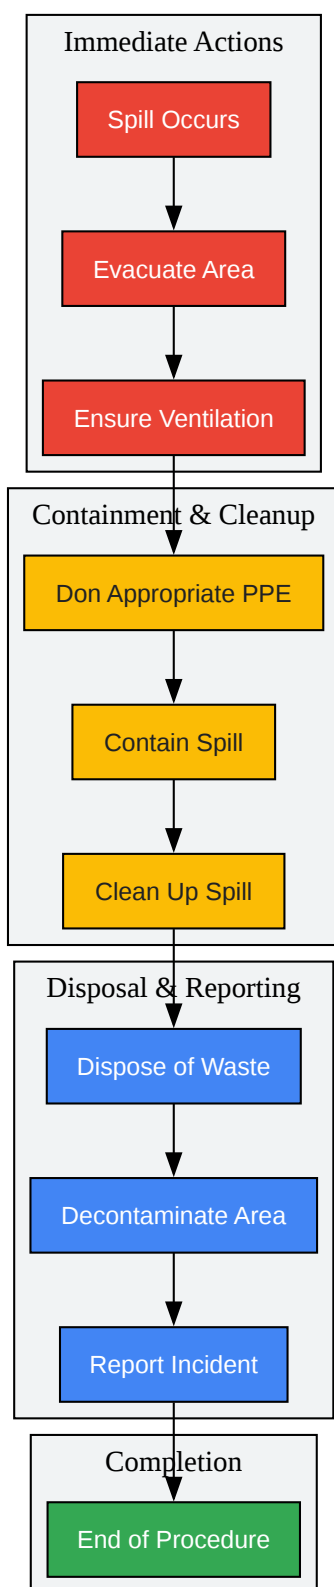 Immediate Actions
Spill Occurs
Evacuate Area
Ensure Ventilation
Containment & Cleanup
Don Appropriate PPE
Contain Spill
Clean Up Spill
Disposal & Reporting
Dispose of Waste
Decontaminate Area
Report Incident
Completion
End of Procedure